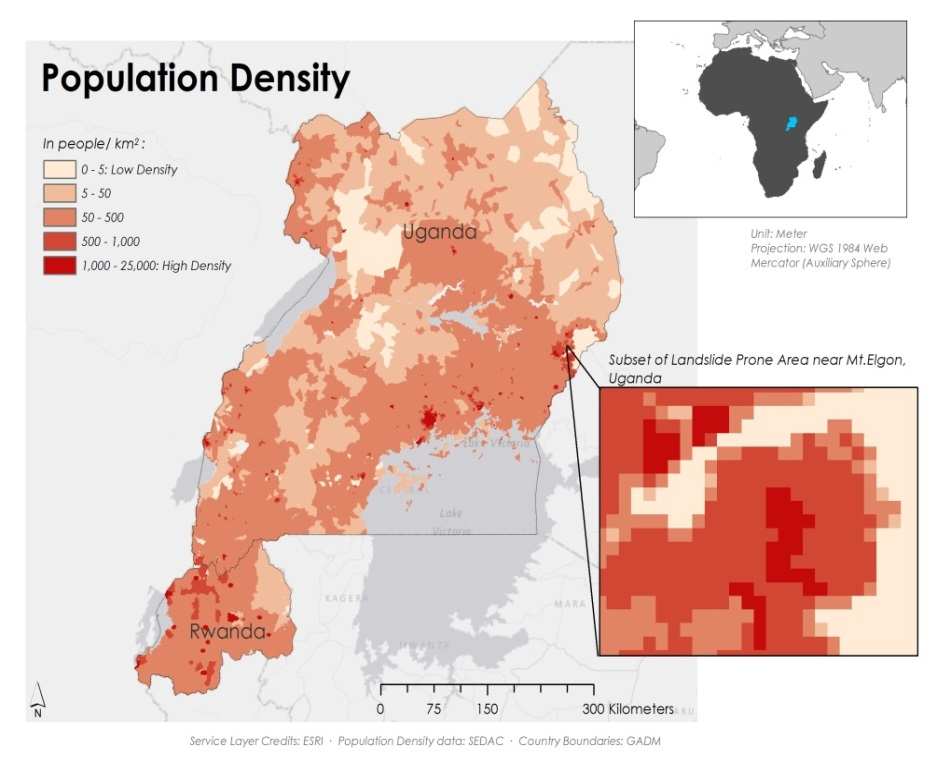 Population Density
In people/ km²:
0 - 5: Low Density
5 - 50
50 - 500
500 - 1,000
1,000 - 25,000: High Density
Uganda
Unit: Meter
Projection: WGS 1984 Web
Mercator (Auxiliary Sphere)
Subset of Landslide Prone Area near Mt.Elgon,
Uganda
Lake Victoria
CENTRAL
Lake
Victoria
KAGERA
MARA
Rwanda
MWANZA
N
0 75 150 300 Kilometers
Service Layer Credits: ESRI · Population Density data: SEDAC · Country Boundaries: GADM